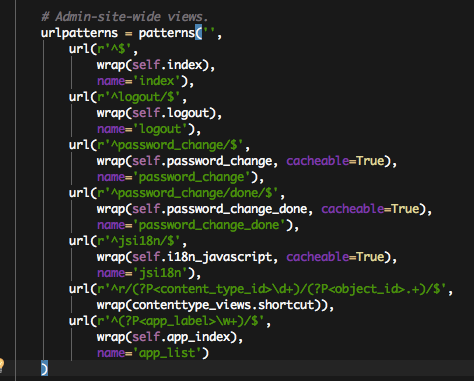 # Admin-site-wide views.
urlpatterns = patterns('',
    url(r'^$',
        wrap(self.index),
        name='index'),
    url(r'^logout/$',
        wrap(self.logout),
        name='logout'),
    url(r'^password_change/$',
        wrap(self.password_change, cacheable=True),
        name='password_change'),
    url(r'^password_change/done/$',
        wrap(self.password_change_done, cacheable=True),
        name='password_change_done'),
    url(r'^jsi18n/$',
        wrap(self.i18n_javascript, cacheable=True),
        name='jsi18n'),
    url(r'^r/(?P<content_type_id>\d+)/(?P<object_id>.+)/$',
        wrap(contenttype_views.shortcut)),
    url(r'^(?P<app_label>\w+)/$',
        wrap(self.app_index),
        name='app_list')
)